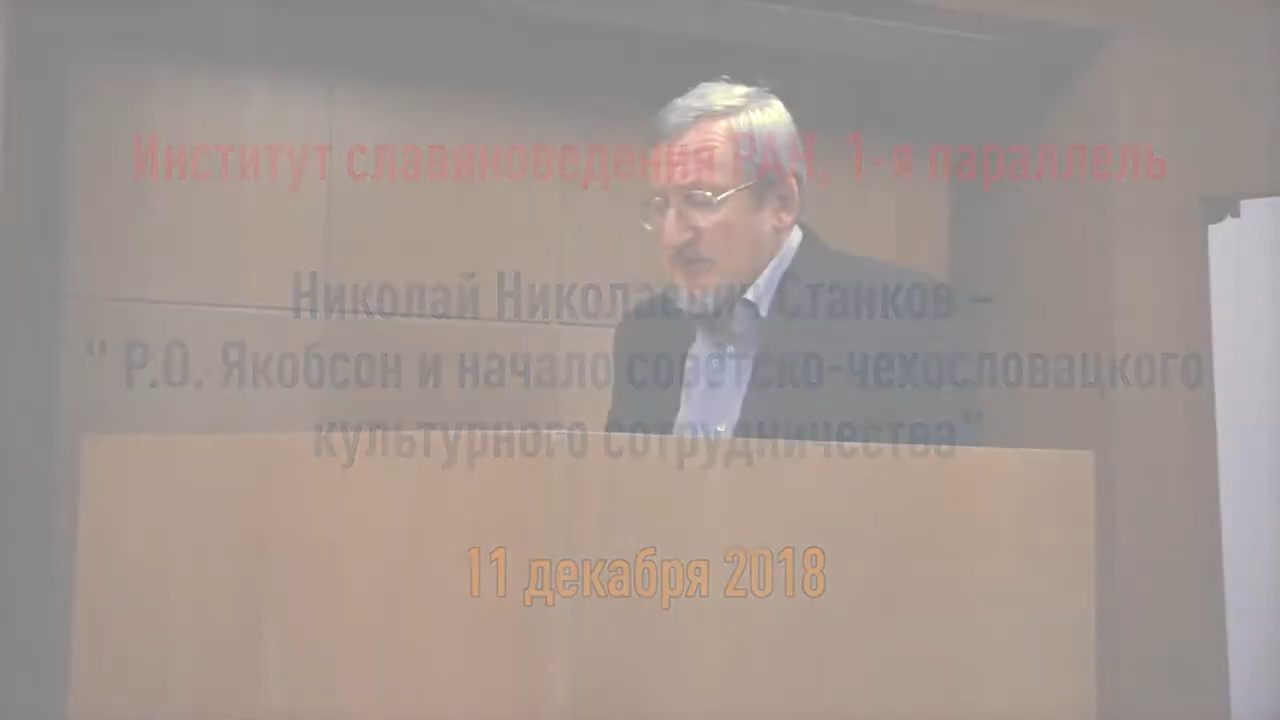 Институт славяноведения РАН, 1-я параллель
Николай Николаевич Станков –
" Р.О. Якобсон и начало советско-чехословацкого
культурного сотрудничества"
11 декабря 2018